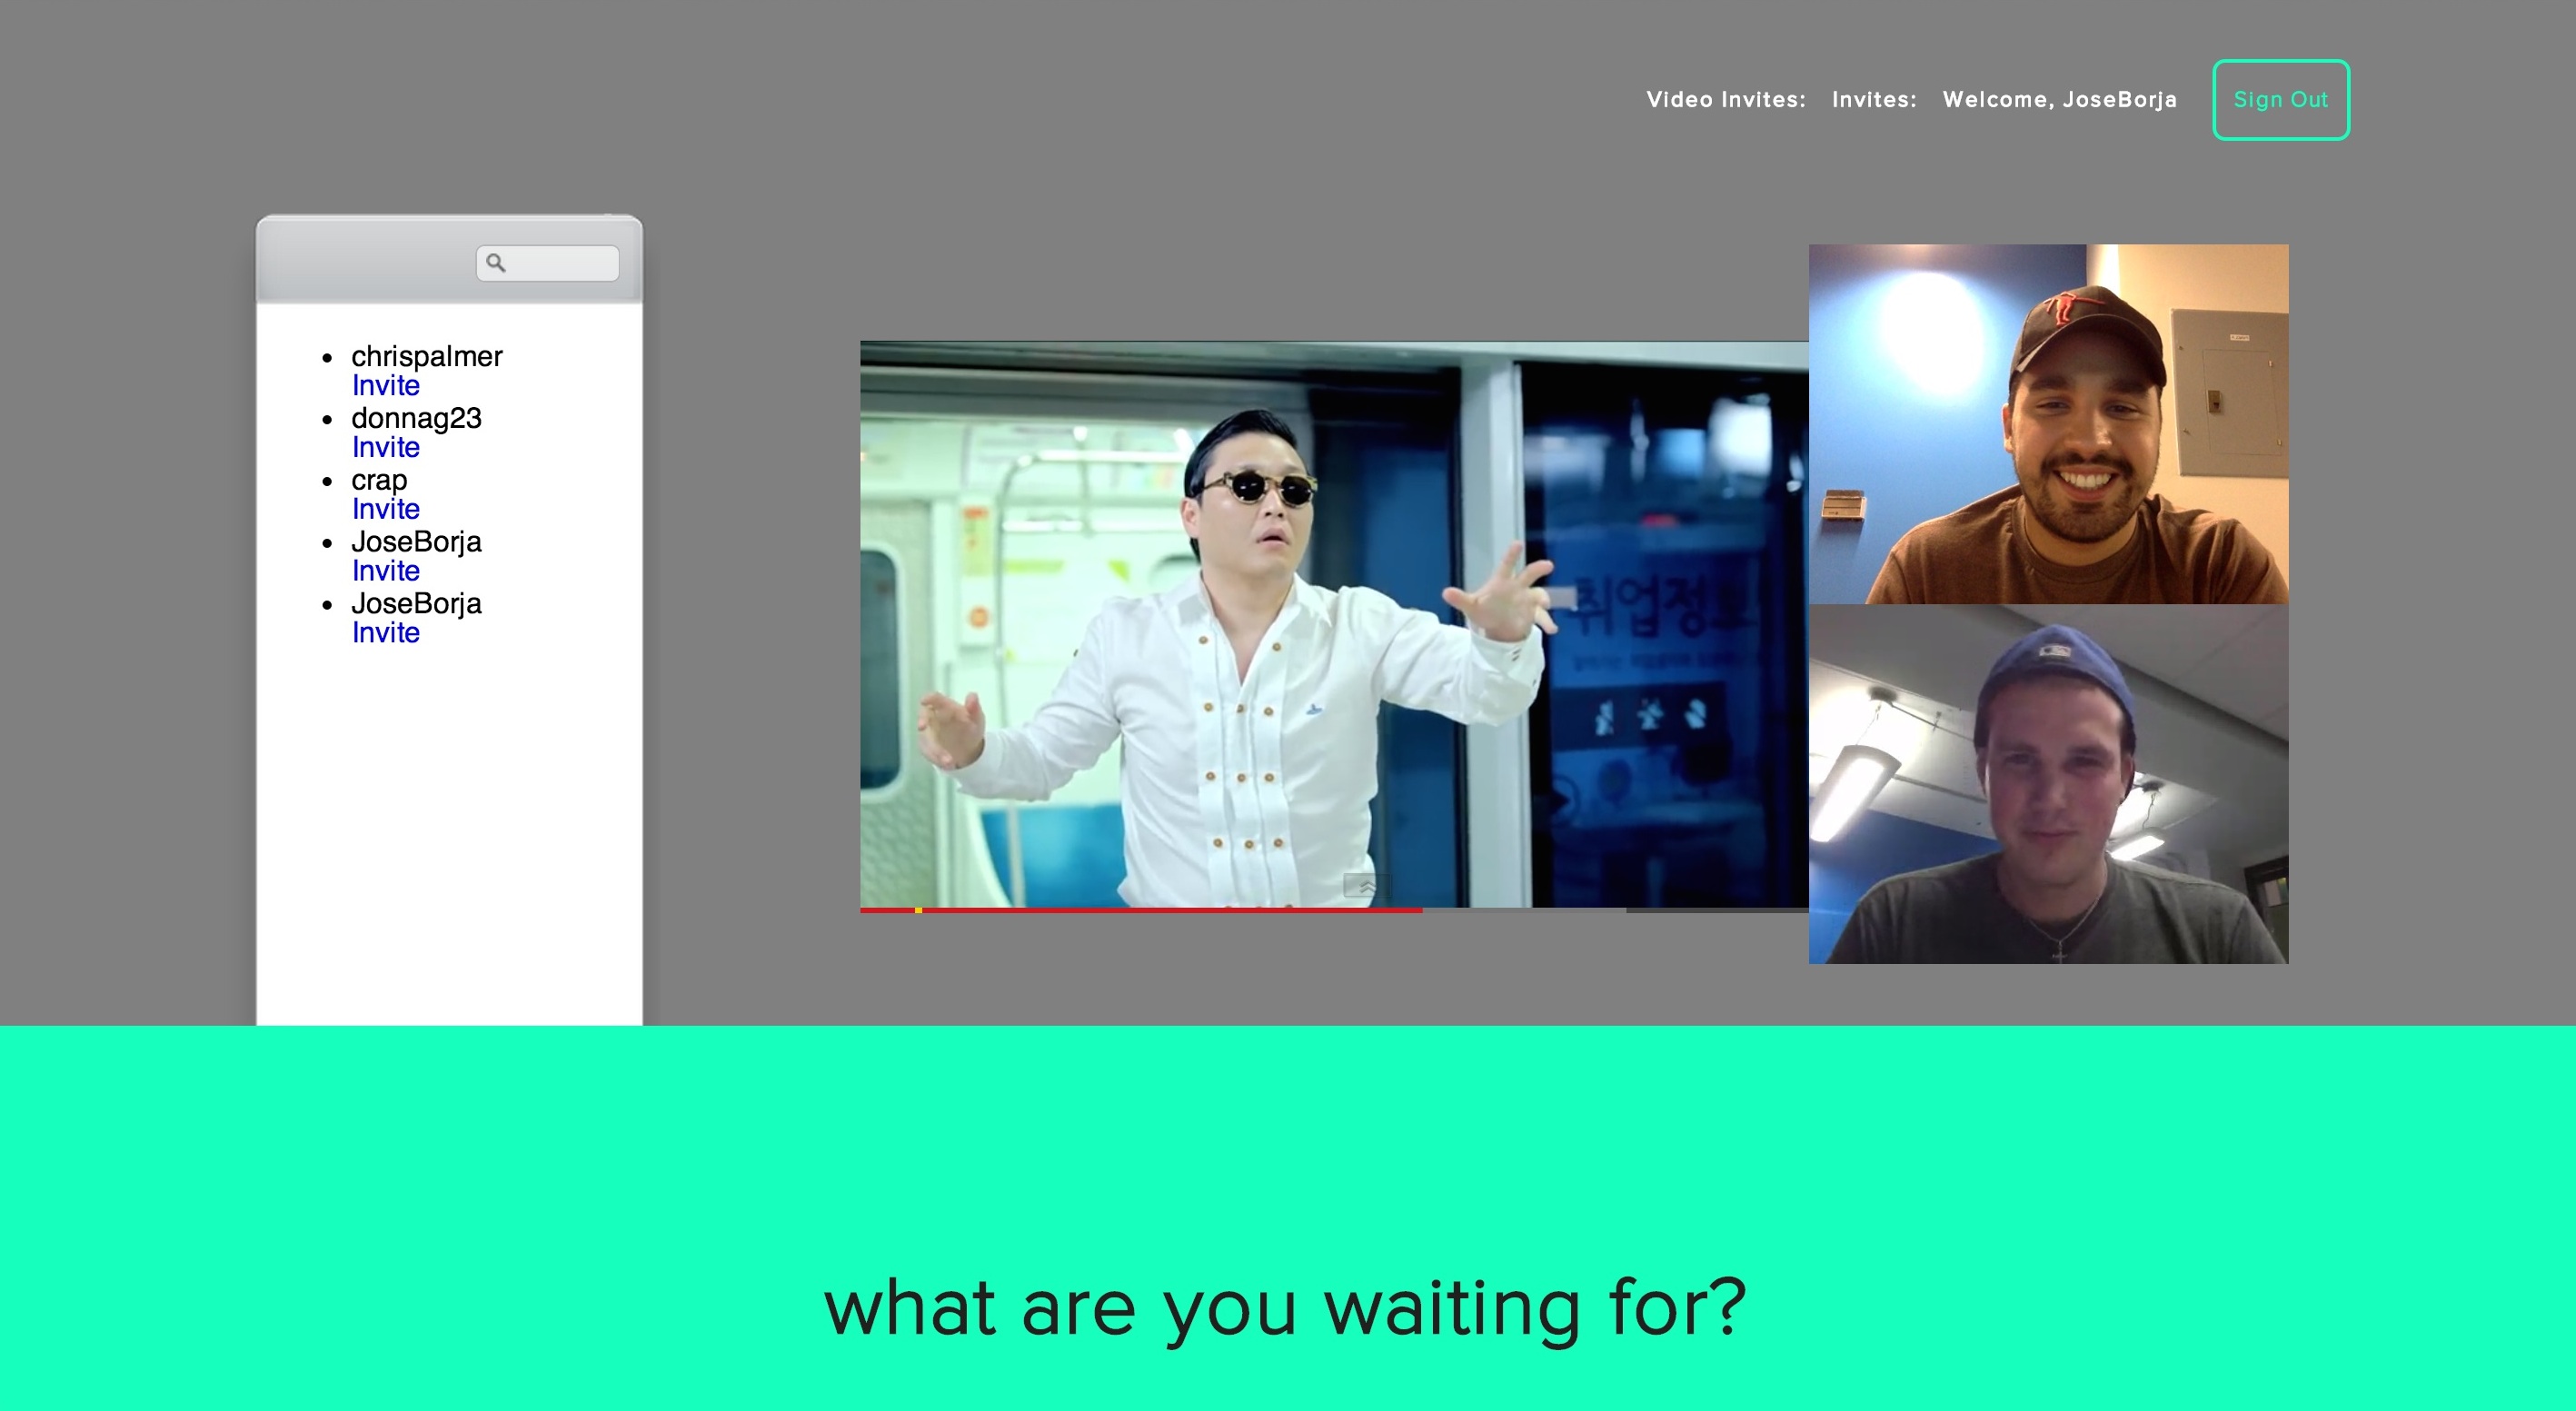 Video Invites: Invites: Welcome, JoseBorja Sign Out
chrispalmer
Invite
donnag23
Invite
crap
Invite
JoseBorja
Invite
JoseBorja
Invite
취업정보
what are you waiting for?